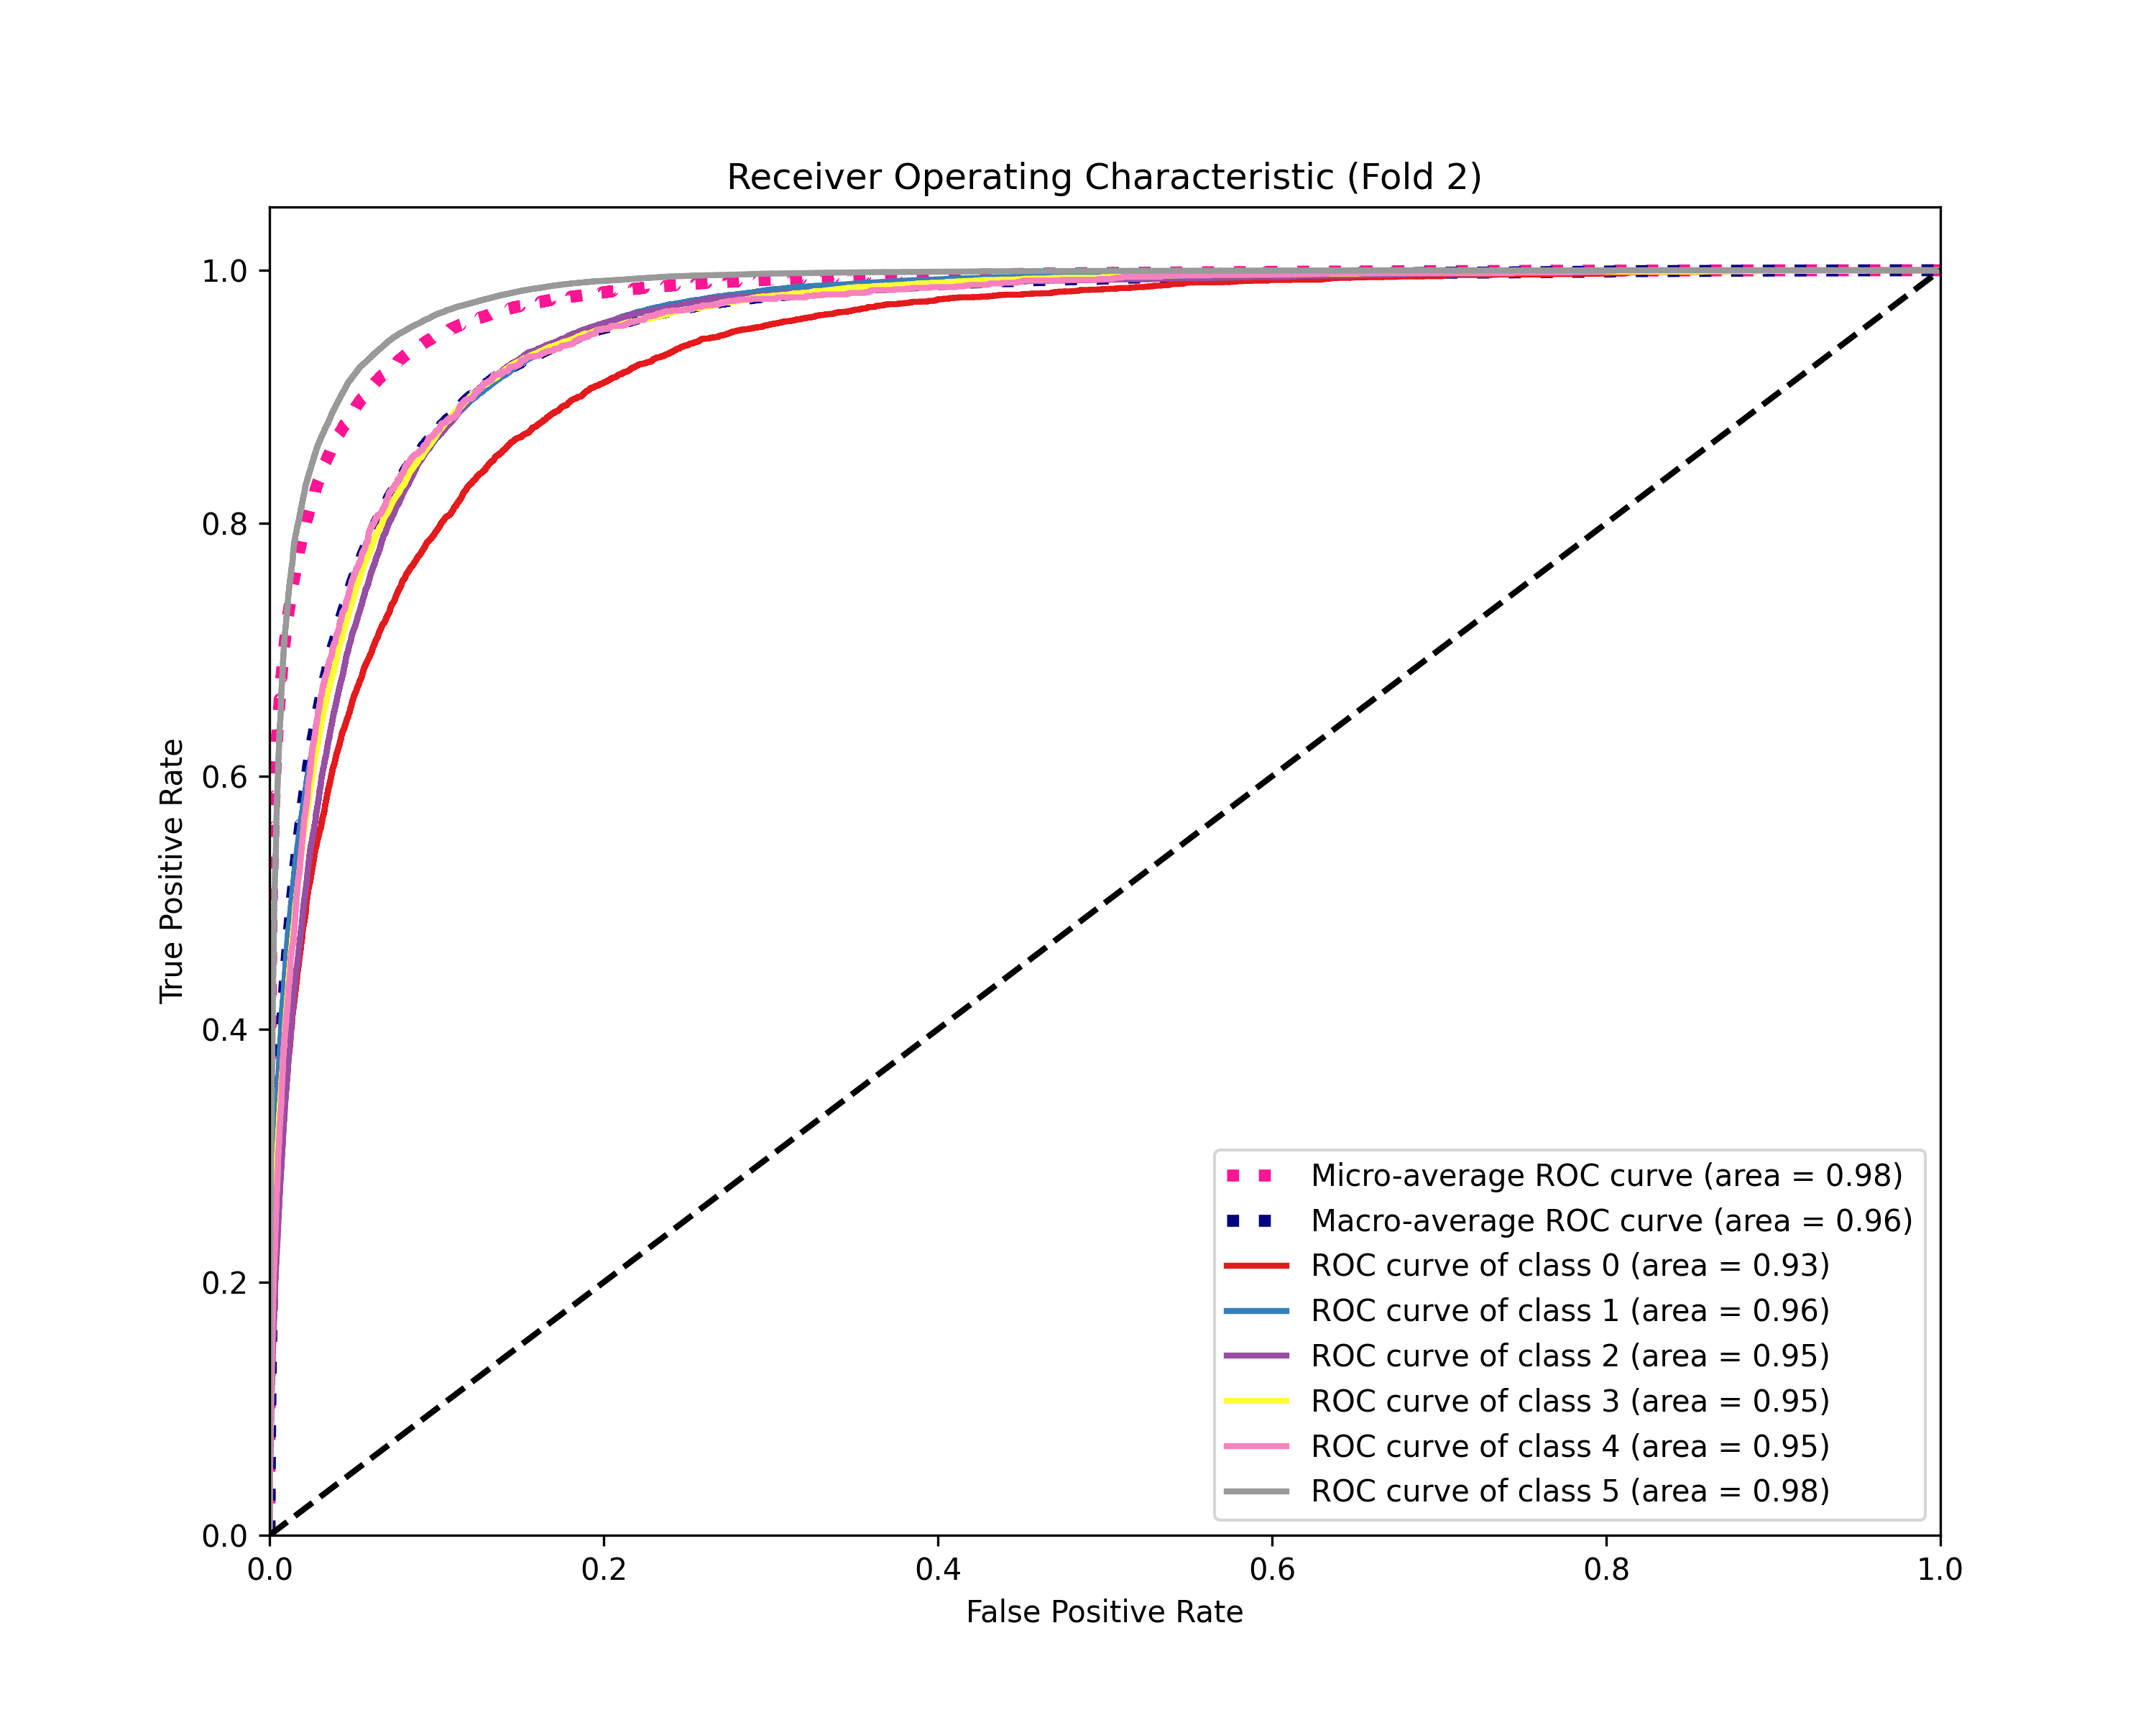 Receiver Operating Characteristic (Fold 2)
1.0
0.8
0.6
0.4
0.2
0.0
True Positive Rate
Micro-average ROC curve (area = 0.98)
Macro-average ROC curve (area = 0.96)
ROC curve of class 0 (area = 0.93)
ROC curve of class 1 (area = 0.96)
ROC curve of class 2 (area = 0.95)
ROC curve of class 3 (area = 0.95)
ROC curve of class 4 (area = 0.95)
ROC curve of class 5 (area = 0.98)
0.0 0.2 0.4 0.6 0.8 1.0
False Positive Rate